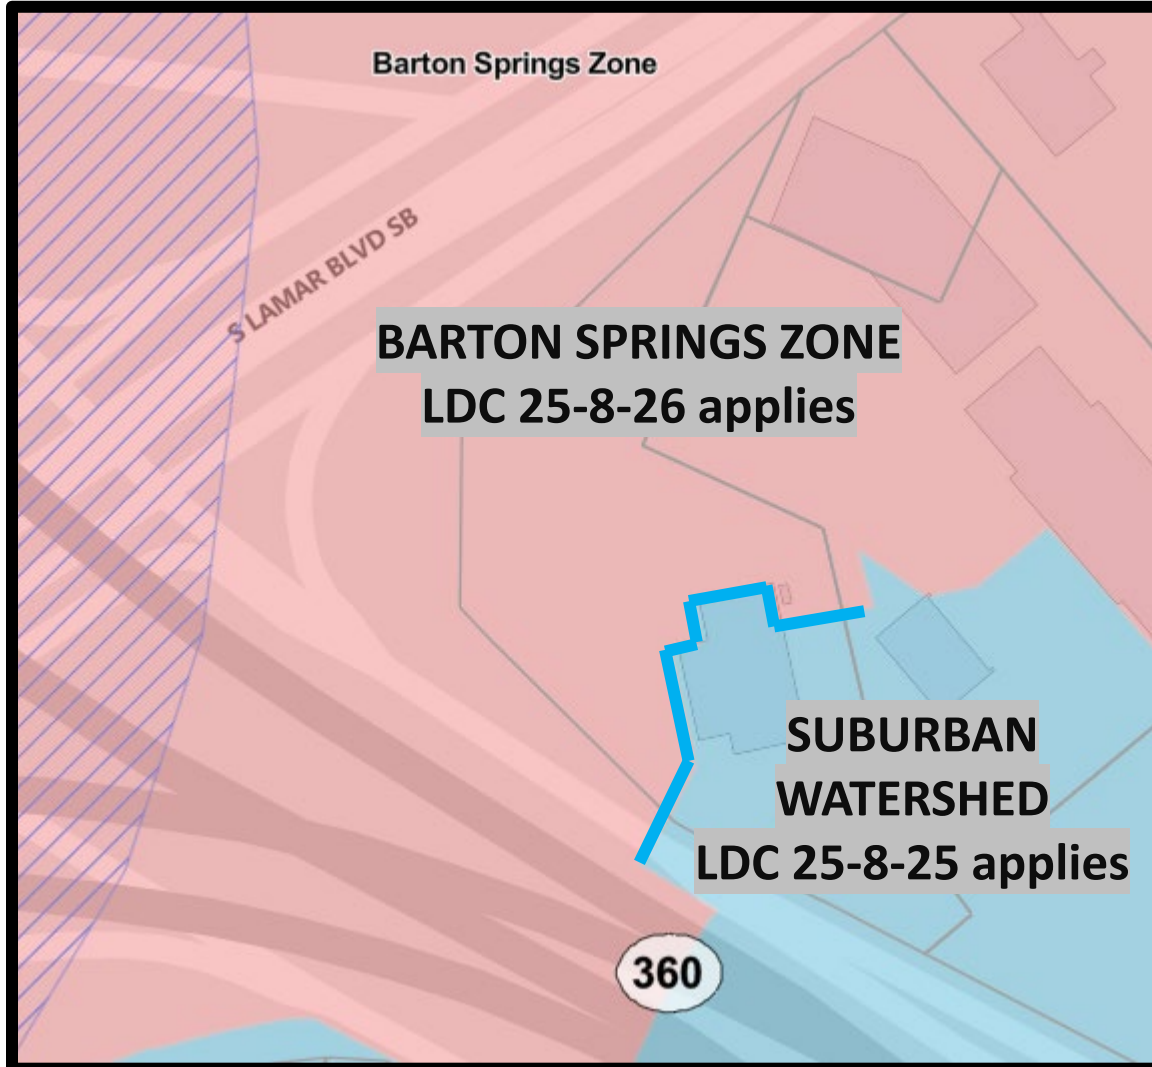 Barton Springs Zone
S LAMAR BLVD SB
BARTON SPRINGS ZONE
LDC 25-8-26 applies
SUBURBAN
WATERSHED
LDC 25-8-25 applies
360